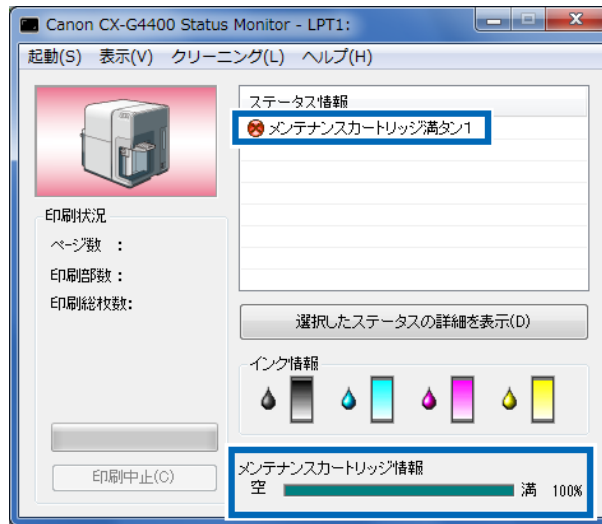 Canon CX-G4400 Status Monitor - LPT1:
起動(S) 表示(V) クリーニング(L) ヘルプ(H)
ステータス情報
メンテナンスカートリッジ満タン1
印刷状況
ページ数 :
印刷部数 :
印刷総枚数:
選択したステータスの詳細を表示(D)
インク情報
印刷中止(C)
メンテナンスカートリッジ情報
空 満 100%